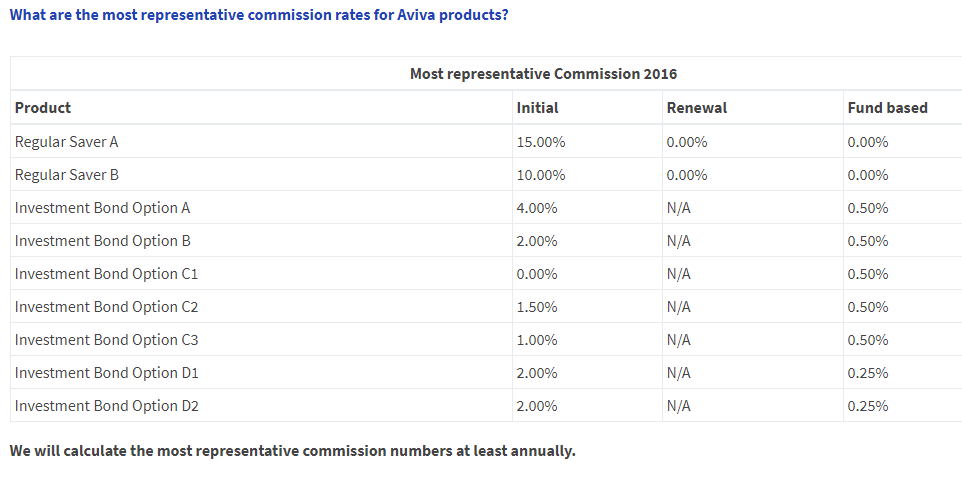 What are the most representative commission rates for Aviva products?
Most representative Commission 2016
Product Initial Renewal Fund based
Regular Saver A 15.00% 0.00% 0.00%
Regular Saver B 10.00% 0.00% 0.00%
Investment Bond Option A 4.00% N/A 0.50%
Investment Bond Option B 2.00% N/A 0.50%
Investment Bond Option C1 0.00% N/A 0.50%
Investment Bond Option C2 1.50% N/A 0.50%
Investment Bond Option C3 1.00% N/A 0.50%
Investment Bond Option D1 2.00% N/A 0.25%
Investment Bond Option D2 2.00% N/A 0.25%
We will calculate the most representative commission numbers at least annually.